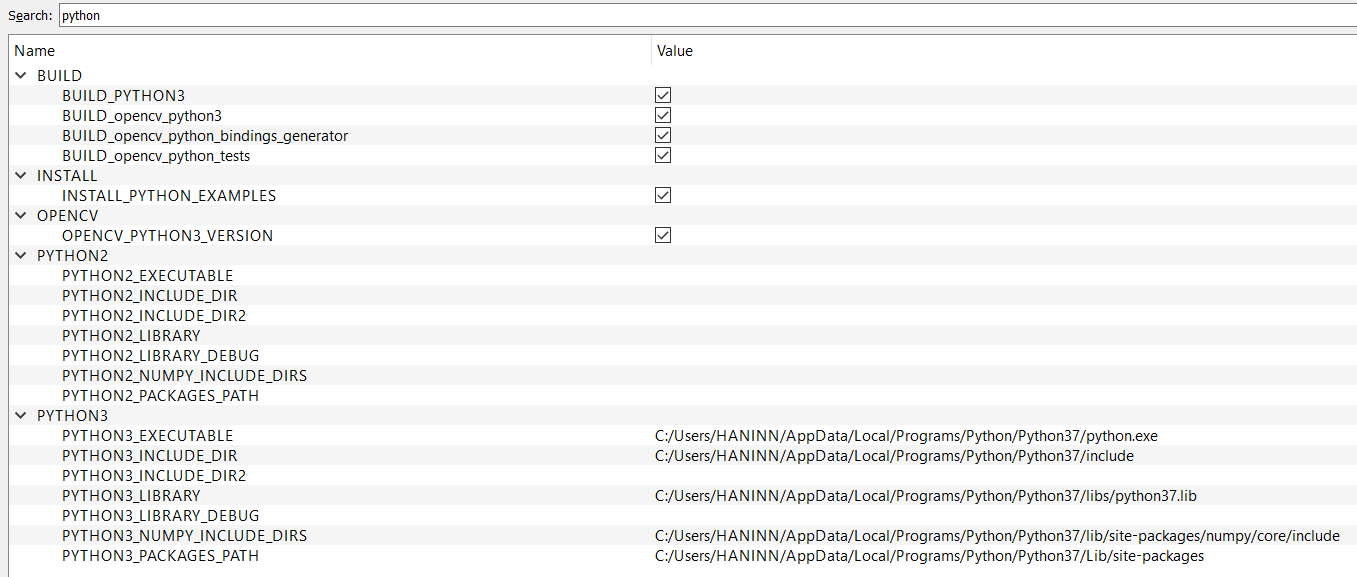 Search: python
Name Value
BUILD
BUILD_PYTHON3
BUILD_opencv_python3
BUILD_opencv_python_bindings_generator
BUILD_opencv_python_tests
INSTALL
INSTALL_PYTHON_EXAMPLES
OPENCV
OPENCV_PYTHON3_VERSION
PYTHON2
PYTHON2_EXECUTABLE
PYTHON2_INCLUDE_DIR
PYTHON2_INCLUDE_DIR2
PYTHON2_LIBRARY
PYTHON2_LIBRARY_DEBUG
PYTHON2_NUMPY_INCLUDE_DIRS
PYTHON2_PACKAGES_PATH
PYTHON3
PYTHON3_EXECUTABLE C:/Users/HANINN/AppData/Local/Programs/Python/Python37/python.exe
PYTHON3_INCLUDE_DIR C:/Users/HANINN/AppData/Local/Programs/Python/Python37/include
PYTHON3_INCLUDE_DIR2
PYTHON3_LIBRARY C:/Users/HANINN/AppData/Local/Programs/Python/Python37/libs/python37.lib
PYTHON3_LIBRARY_DEBUG
PYTHON3_NUMPY_INCLUDE_DIRS C:/Users/HANINN/AppData/Local/Programs/Python/Python37/lib/site-packages/numpy/core/include
PYTHON3_PACKAGES_PATH C:/Users/HANINN/AppData/Local/Programs/Python/Python37/Lib/site-packages